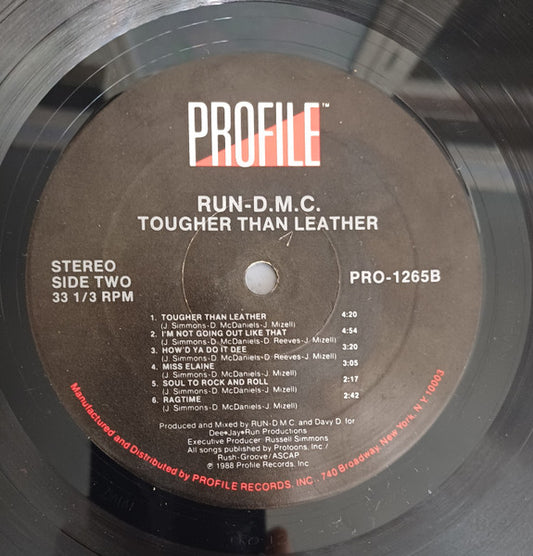 PROFILE™
RUN-D.M.C.
TOUGHER THAN LEATHER
STEREO
SIDE TWO
33 1/3 RPM
PRO-1265B
1. TOUGHER THAN LEATHER 4:20
(J. Simmons-D. McDaniels-J. Mizell)
2. I'M NOT GOING OUT LIKE THAT 4:54
(J. Simmons-D. McDaniels-D. Reeves-J. Mizell)
3. HOW'D YA DO IT DEE 3:20
(J. Simmons-D. McDaniels-D. Reeves-J. Mizell)
4. MISS ELAINE 3:05
(J. Simmons-D. McDaniels-J. Mizell)
5. SOUL TO ROCK AND ROLL 2:17
(J. Simmons-D. McDaniels-J. Mizell)
6. RAGTIME 2:42
(J. Simmons-D. McDaniels-J. Mizell)
Produced and Mixed by RUN-D.M.C. and Davy D. for
Dee•Jay•Run Productions
Executive Producer: Russell Simmons
All songs published by Protoons, Inc./
Rush-Groove/ASCAP
℗ 1988 Profile Records, Inc.
Manufactured and Distributed by PROFILE RECORDS, INC., 740 Broadway, New York, N.Y. 10003